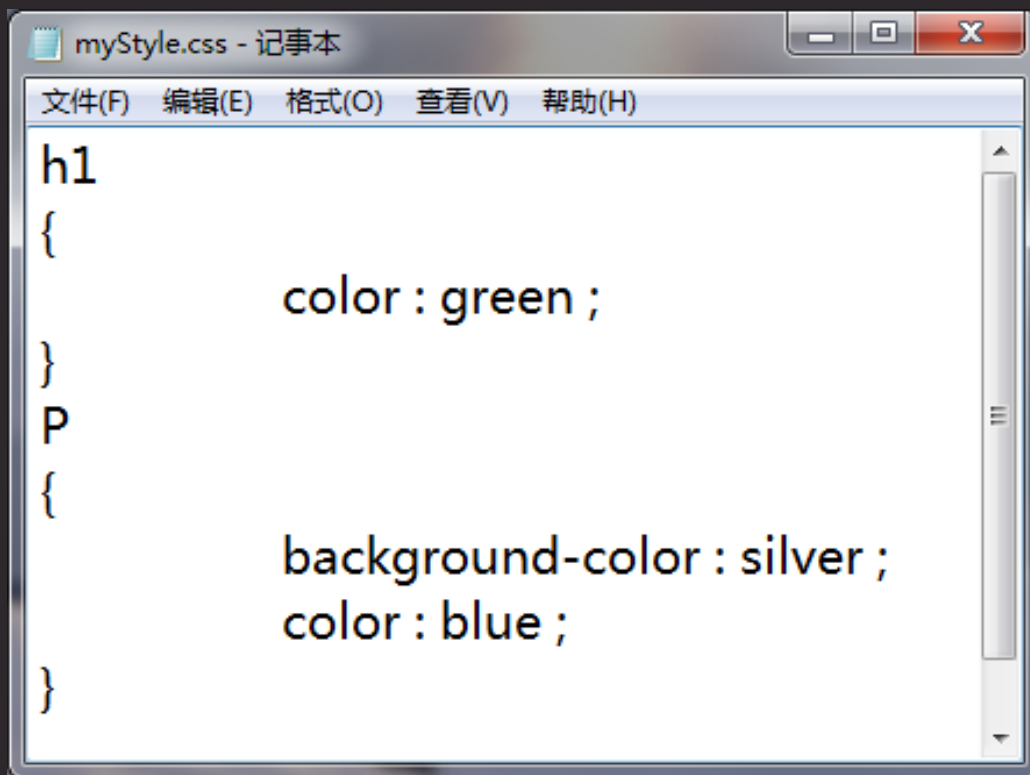 myStyle.css - 记事本
文件(F) 编辑(E) 格式(O) 查看(V) 帮助(H)
h1
{
color : green ;
}
P
{
background-color : silver ;
color : blue ;
}